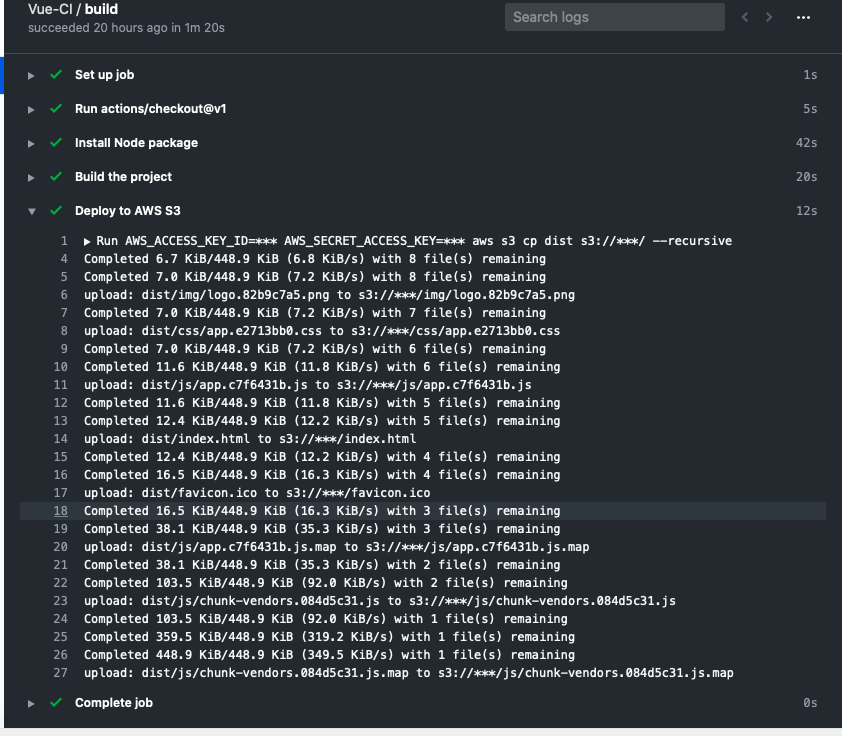 Vue-CI / build
succeeded 20 hours ago in 1m 20s
Search logs
Set up job 1s
Run actions/checkout@v1 5s
Install Node package 42s
Build the project 20s
Deploy to AWS S3 12s
1 Run AWS_ACCESS_KEY_ID=*** AWS_SECRET_ACCESS_KEY=*** aws s3 cp dist s3://***/ --recursive
4 Completed 6.7 KiB/448.9 KiB (6.8 KiB/s) with 8 file(s) remaining
5 Completed 7.0 KiB/448.9 KiB (7.2 KiB/s) with 8 file(s) remaining
6 upload: dist/img/logo.82b9c7a5.png to s3://***/img/logo.82b9c7a5.png
7 Completed 7.0 KiB/448.9 KiB (7.2 KiB/s) with 7 file(s) remaining
8 upload: dist/css/app.e2713bb0.css to s3://***/css/app.e2713bb0.css
9 Completed 7.0 KiB/448.9 KiB (7.2 KiB/s) with 6 file(s) remaining
10 Completed 11.6 KiB/448.9 KiB (11.8 KiB/s) with 6 file(s) remaining
11 upload: dist/js/app.c7f6431b.js to s3://***/js/app.c7f6431b.js
12 Completed 11.6 KiB/448.9 KiB (11.8 KiB/s) with 5 file(s) remaining
13 Completed 12.4 KiB/448.9 KiB (12.2 KiB/s) with 5 file(s) remaining
14 upload: dist/index.html to s3://***/index.html
15 Completed 12.4 KiB/448.9 KiB (12.2 KiB/s) with 4 file(s) remaining
16 Completed 16.5 KiB/448.9 KiB (16.3 KiB/s) with 4 file(s) remaining
17 upload: dist/favicon.ico to s3://***/favicon.ico
18 Completed 16.5 KiB/448.9 KiB (16.3 KiB/s) with 3 file(s) remaining
19 Completed 38.1 KiB/448.9 KiB (35.3 KiB/s) with 3 file(s) remaining
20 upload: dist/js/app.c7f6431b.js.map to s3://***/js/app.c7f6431b.js.map
21 Completed 38.1 KiB/448.9 KiB (35.3 KiB/s) with 2 file(s) remaining
22 Completed 103.5 KiB/448.9 KiB (92.0 KiB/s) with 2 file(s) remaining
23 upload: dist/js/chunk-vendors.084d5c31.js to s3://***/js/chunk-vendors.084d5c31.js
24 Completed 103.5 KiB/448.9 KiB (92.0 KiB/s) with 1 file(s) remaining
25 Completed 359.5 KiB/448.9 KiB (319.2 KiB/s) with 1 file(s) remaining
26 Completed 448.9 KiB/448.9 KiB (349.5 KiB/s) with 1 file(s) remaining
27 upload: dist/js/chunk-vendors.084d5c31.js.map to s3://***/js/chunk-vendors.084d5c31.js.map
Complete job 0s